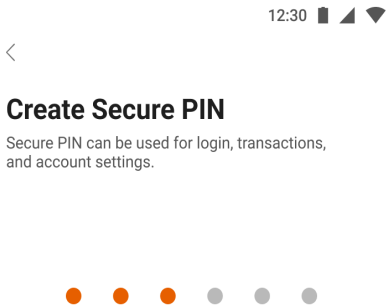 12:30
Create Secure PIN
Secure PIN can be used for login, transactions,
and account settings.